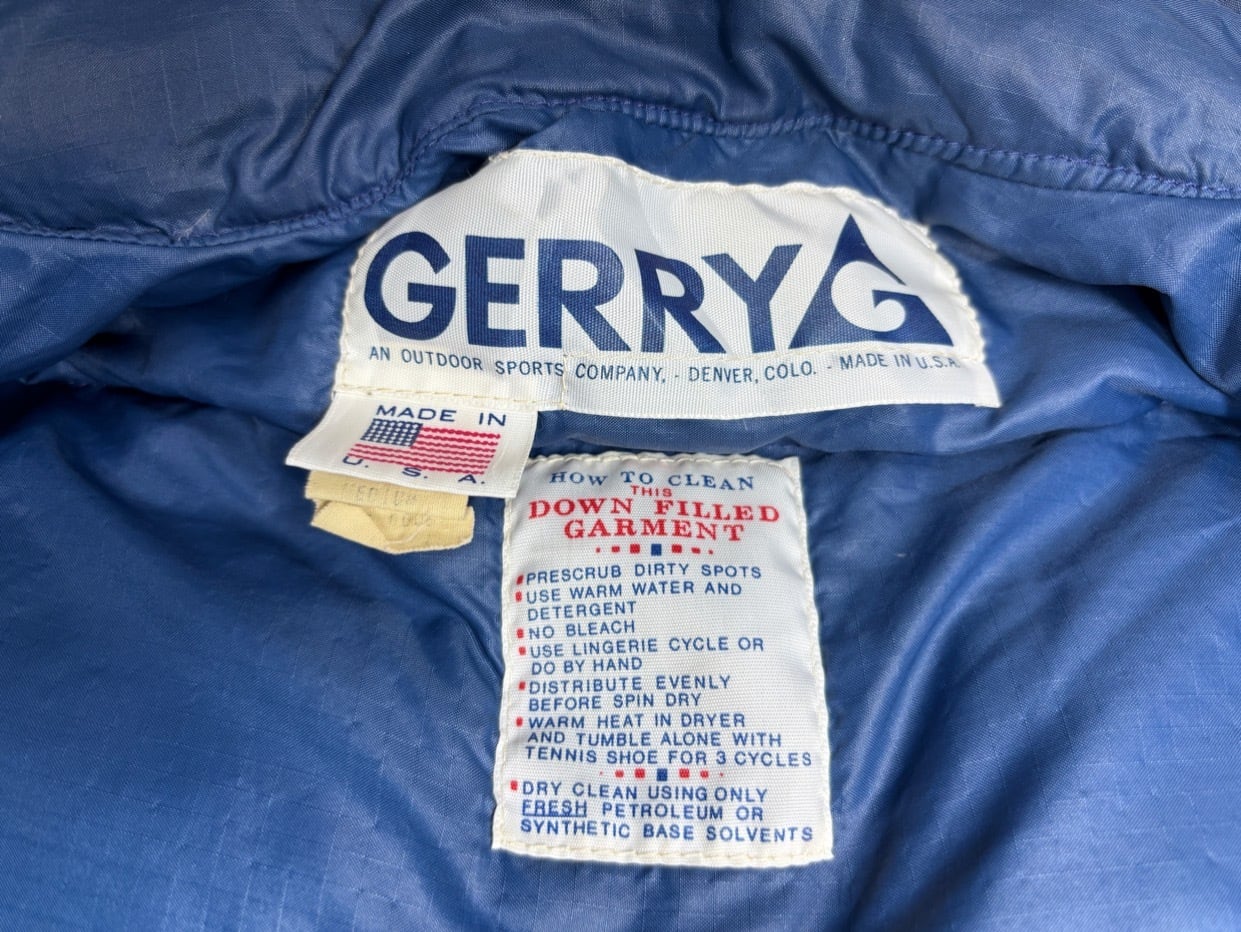 GERRY
AN OUTDOOR SPORTS COMPANY, - DENVER, COLO. - MADE IN U.S.A.
MADE IN
U. S. A.
HOW TO CLEAN
THIS
DOWN FILLED
GARMENT
PRESCRUB DIRTY SPOTS
USE WARM WATER AND
DETERGENT
NO BLEACH
USE LINGERIE CYCLE OR
DO BY HAND
DISTRIBUTE EVENLY
BEFORE SPIN DRY
WARM HEAT IN DRYER
AND TUMBLE ALONE WITH
TENNIS SHOE FOR 3 CYCLES
DRY CLEAN USING ONLY
FRESH PETROLEUM OR
SYNTHETIC BASE SOLVENTS